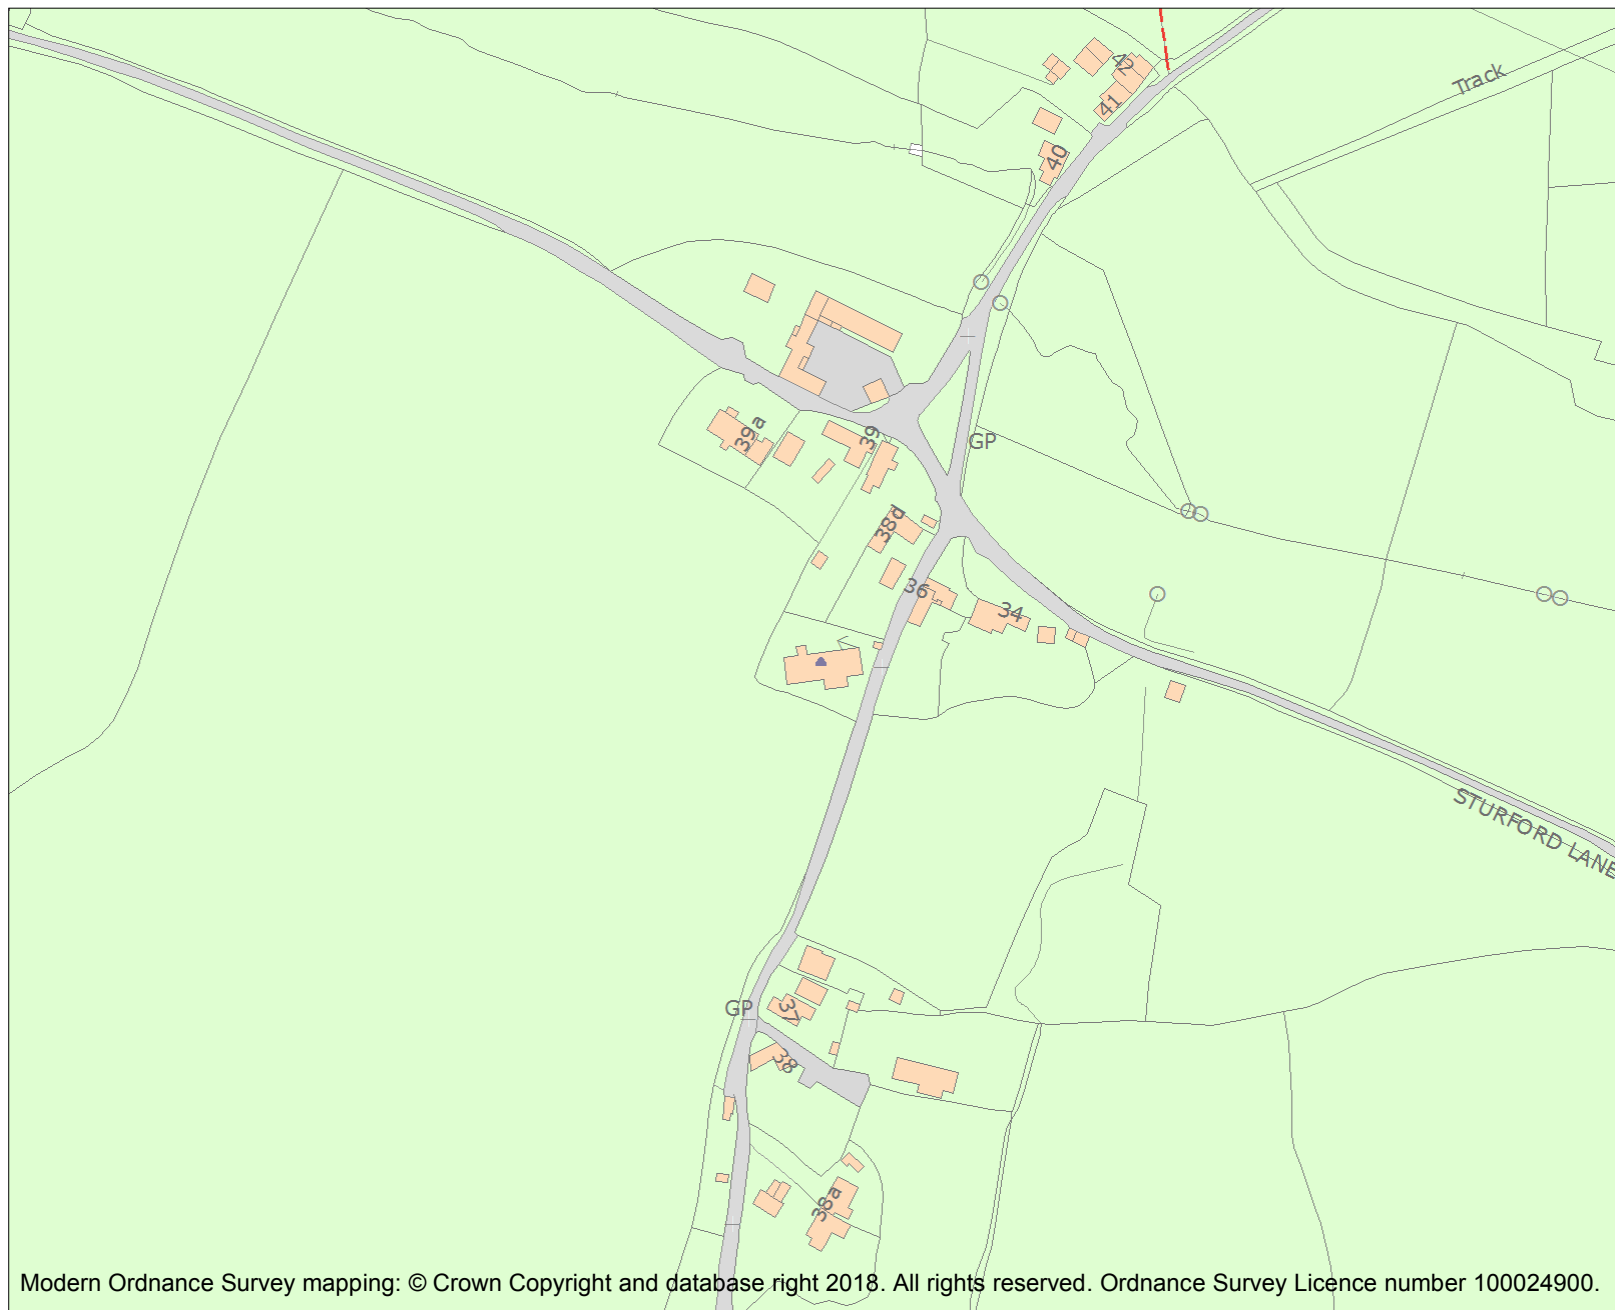 42
Track
41
40
39a
39
GP
38d
36
34
STURFORD LANE
GP
37
38
38a
Modern Ordnance Survey mapping: © Crown Copyright and database right 2018. All rights reserved. Ordnance Survey Licence number 100024900.